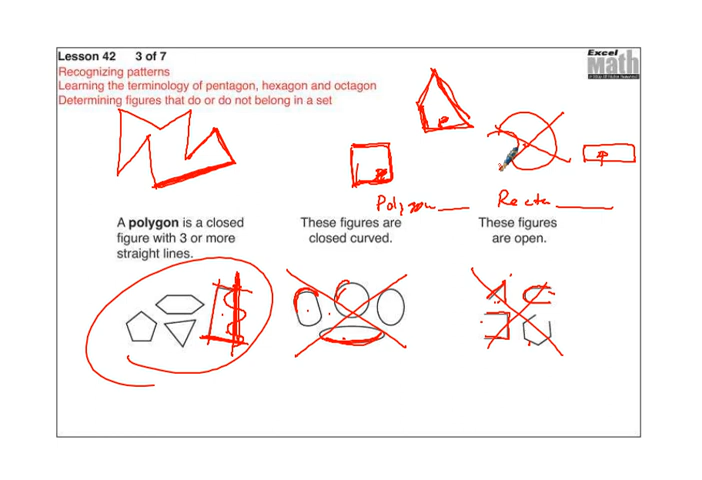 Lesson 42 3 of 7
Excel
Math
Recognizing patterns
Learning the terminology of pentagon, hexagon and octagon
Determining figures that do or do not belong in a set
P
Polygon Recta
A polygon is a closed
figure with 3 or more
straight lines.
These figures are
closed curved.
These figures
are open.